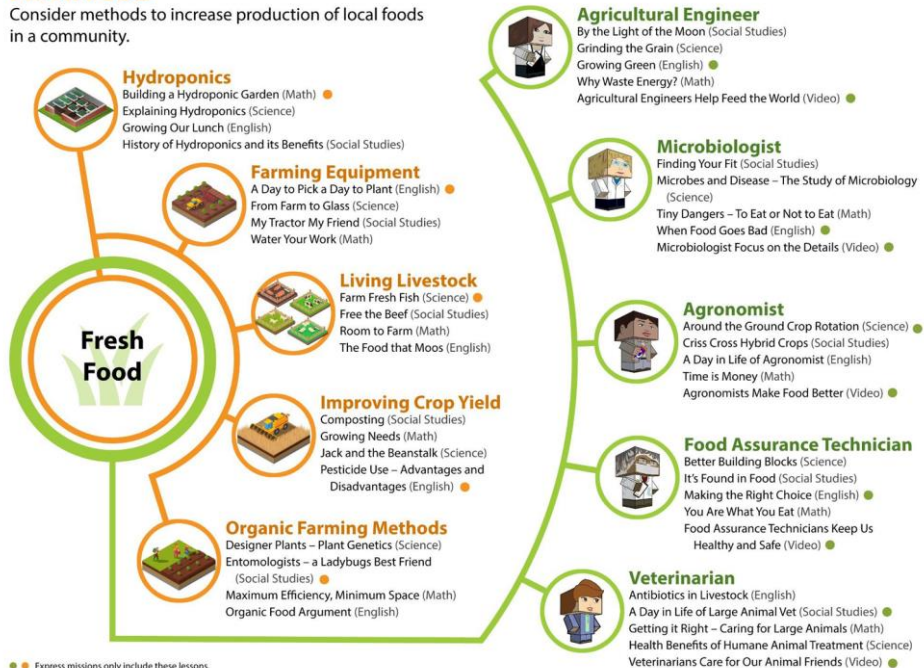 Consider methods to increase production of local foods
in a community.
Hydroponics
Building a Hydroponic Garden (Math)
Explaining Hydroponics (Science)
Growing Our Lunch (English)
History of Hydroponics and its Benefits (Social Studies)
Farming Equipment
A Day to Pick a Day to Plant (English)
From Farm to Glass (Science)
My Tractor My Friend (Social Studies)
Water Your Work (Math)
Living Livestock
Farm Fresh Fish (Science)
Free the Beef (Social Studies)
Room to Farm (Math)
The Food that Moos (English)
Fresh
Food
Improving Crop Yield
Composting (Social Studies)
Growing Needs (Math)
Jack and the Beanstalk (Science)
Pesticide Use – Advantages and
Disadvantages (English)
Organic Farming Methods
Designer Plants – Plant Genetics (Science)
Entomologists – a Ladybugs Best Friend
(Social Studies)
Maximum Efficiency, Minimum Space (Math)
Organic Food Argument (English)
Agricultural Engineer
By the Light of the Moon (Social Studies)
Grinding the Grain (Science)
Growing Green (English)
Why Waste Energy? (Math)
Agricultural Engineers Help Feed the World (Video)
Microbiologist
Finding Your Fit (Social Studies)
Microbes and Disease – The Study of Microbiology
(Science)
Tiny Dangers – To Eat or Not to Eat (Math)
When Food Goes Bad (English)
Microbiologist Focus on the Details (Video)
Agronomist
Around the Ground Crop Rotation (Science)
Criss Cross Hybrid Crops (Social Studies)
A Day in Life of Agronomist (English)
Time is Money (Math)
Agronomists Make Food Better (Video)
Food Assurance Technician
Better Building Blocks (Science)
It's Found in Food (Social Studies)
Making the Right Choice (English)
You Are What You Eat (Math)
Food Assurance Technicians Keep Us
Healthy and Safe (Video)
Veterinarian
Antibiotics in Livestock (English)
A Day in Life of Large Animal Vet (Social Studies)
Getting it Right – Caring for Large Animals (Math)
Health Benefits of Humane Animal Treatment (Science)
Veterinarians Care for Our Animal Friends (Video)
Express missions only include these lessons.